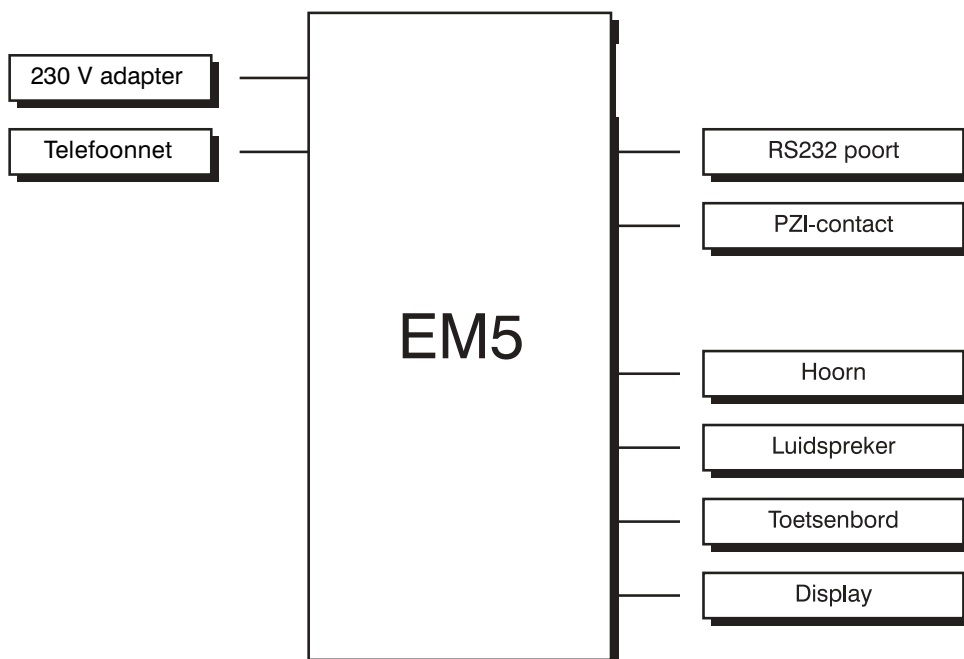 230 V adapter
Telefoonnet
EM5
RS232 poort
PZI-contact
Hoorn
Luidspreker
Toetsenbord
Display